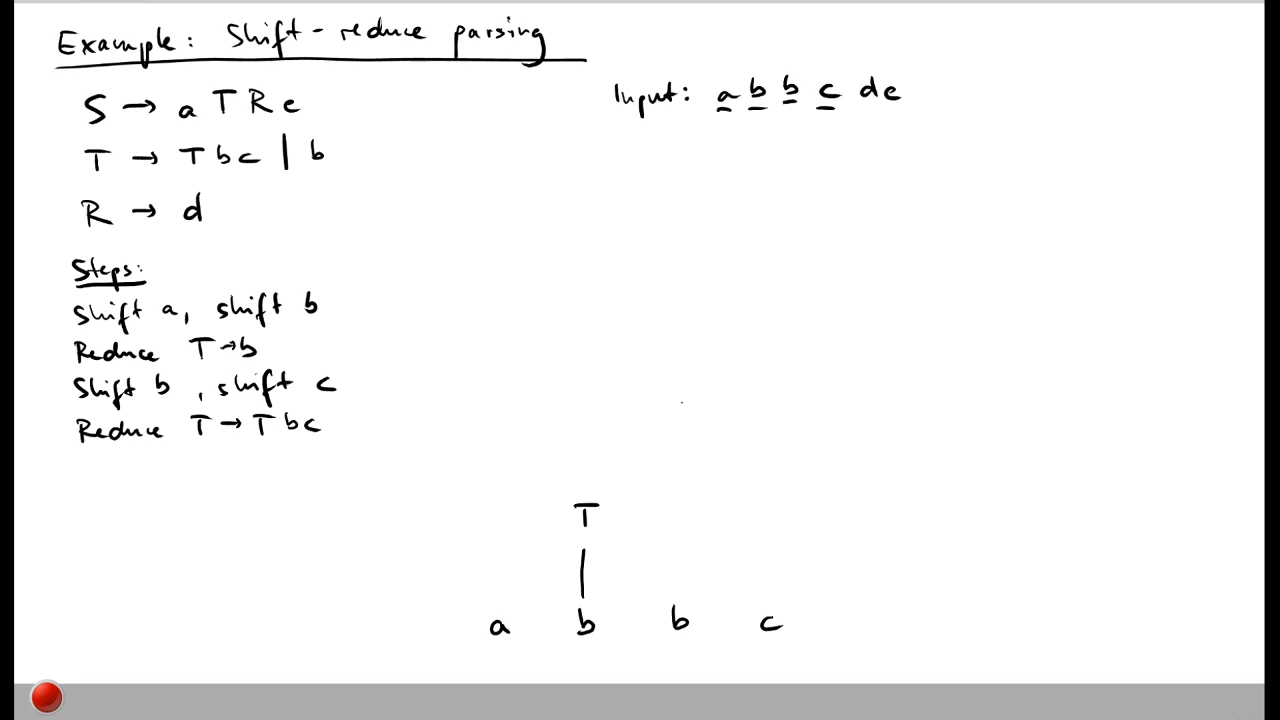 Example: Shift-reduce parsing
Input: a b b c d e
S → a T R e
T → T b c | b
R → d
Steps:
Shift a, shift b
Reduce T → b
Shift b, shift c
Reduce T → T b c
T
a b b c